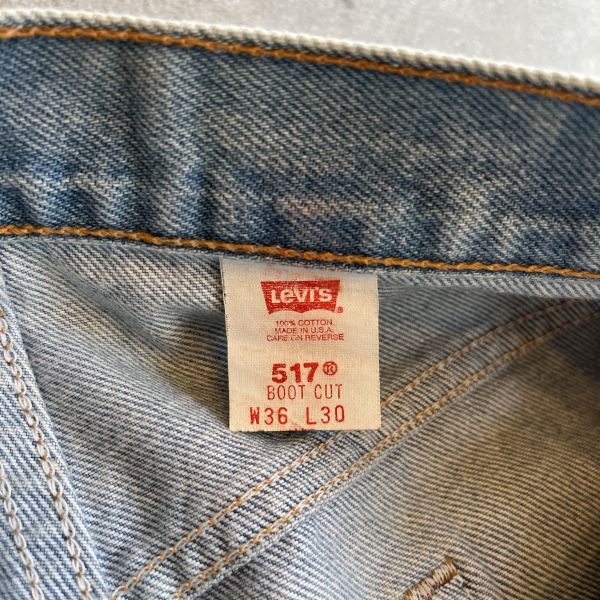 Levi's®
100% COTTON
MADE IN U.S.A.
CARE ON REVERSE
517®
BOOT CUT
W36 L30